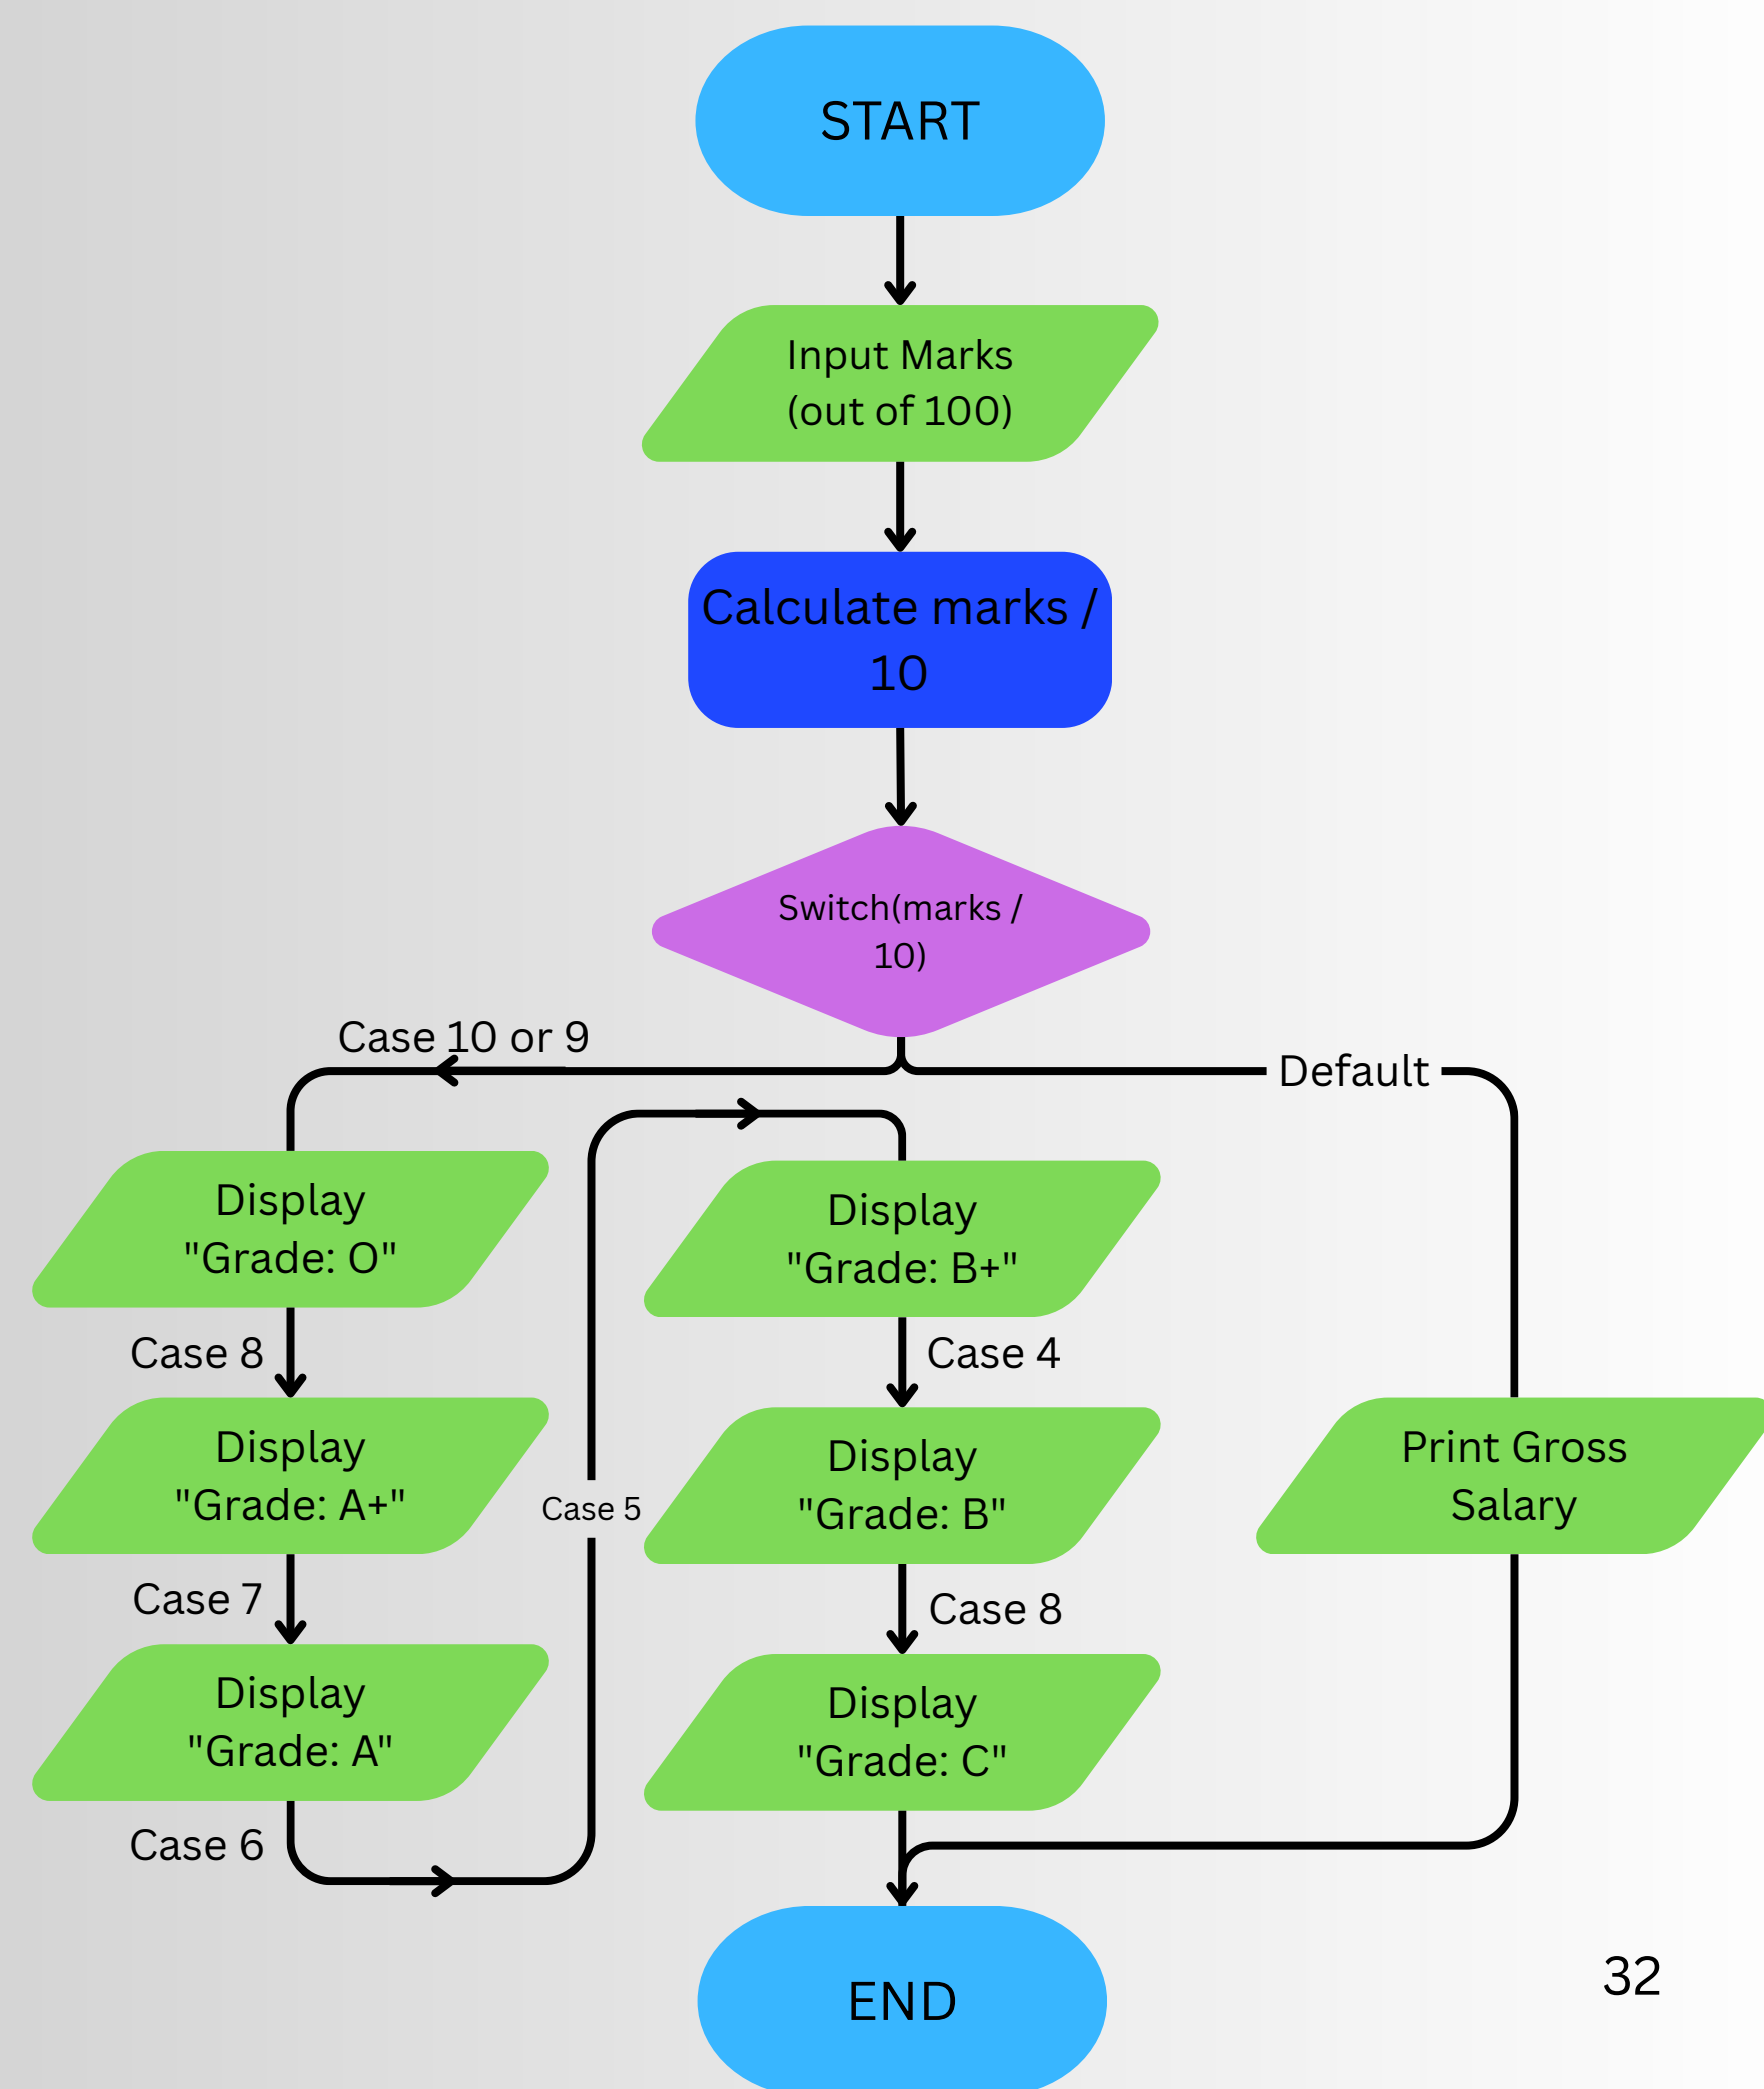 START
Input Marks
(out of 100)
Calculate marks /
10
Switch(marks /
10)
Case 10 or 9
Default
Display
"Grade: O"
Case 8
Display
"Grade: A+"
Case 7
Display
"Grade: A"
Case 6
Case 5
Display
"Grade: B+"
Case 4
Display
"Grade: B"
Case 8
Display
"Grade: C"
Print Gross
Salary
END
32